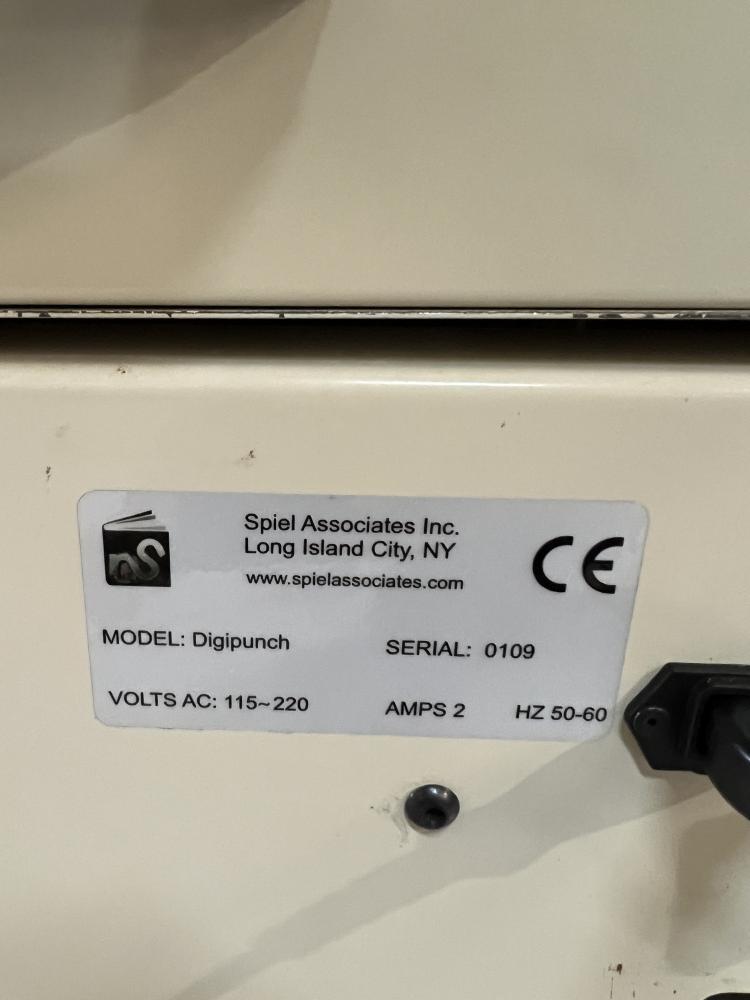 nS
Spiel Associates Inc.
Long Island City, NY
www.spielassociates.com
CE
MODEL: Digipunch
SERIAL: 0109
VOLTS AC: 115~220
AMPS 2
HZ 50-60